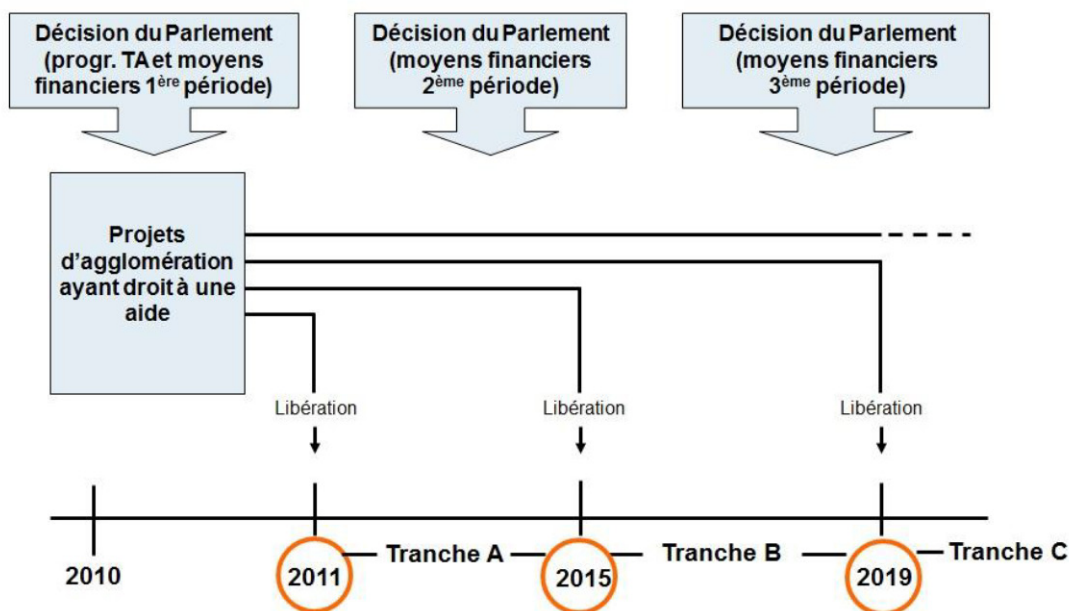 Décision du Parlement
(progr. TA et moyens
financiers 1ère période)
Décision du Parlement
(moyens financiers
2ème période)
Décision du Parlement
(moyens financiers
3ème période)
Projets
d'agglomération
ayant droit à une
aide
Libération
Libération
Libération
2010
2011
Tranche A
2015
Tranche B
2019
Tranche C